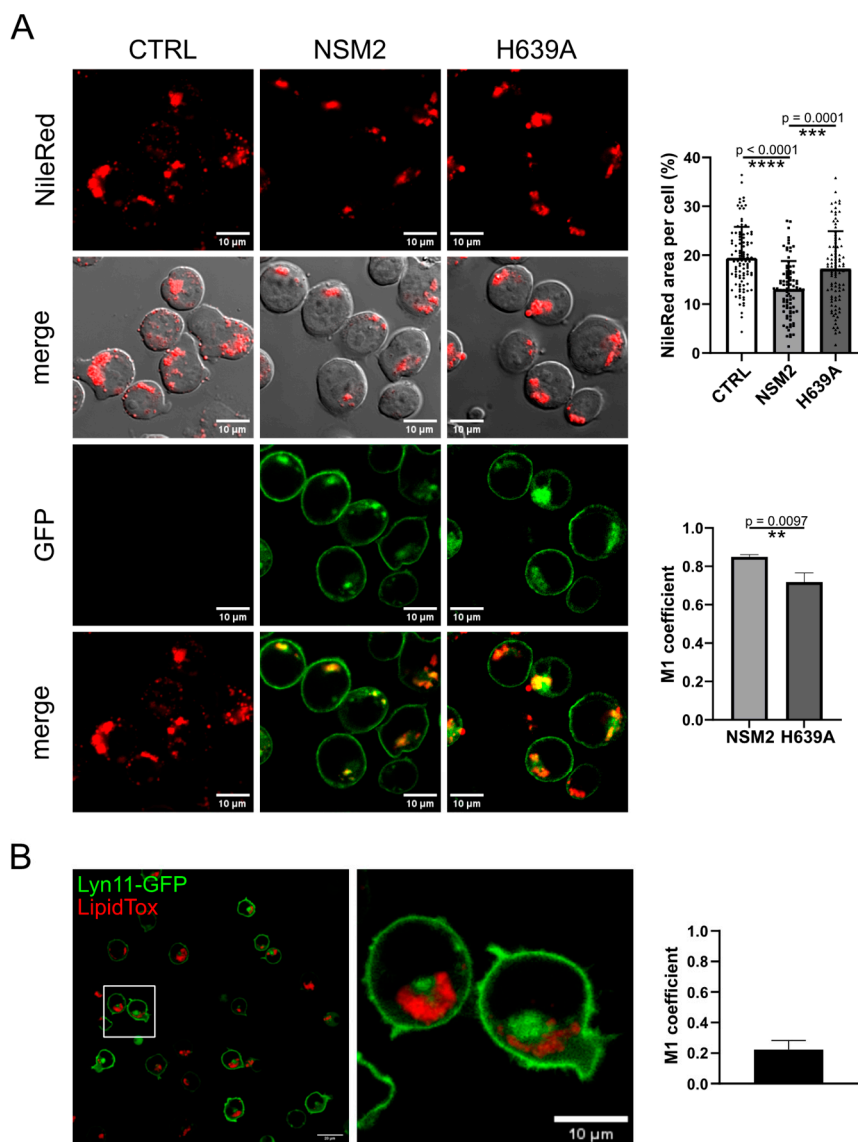 A
CTRL NSM2 H639A
NileRed
10 µm 10 µm 10 µm
merge
10 µm 10 µm 10 µm
GFP
10 µm 10 µm 10 µm
merge
10 µm 10 µm 10 µm
p = 0.0001
***
p < 0.0001
****
NileRed area per cell (%)
40
30
20
10
0
CTRL NSM2 H639A
p = 0.0097
**
M1 coefficient
1.0
0.8
0.6
0.4
0.2
0.0
NSM2 H639A
B
Lyn11-GFP
LipidTox
10 µm
M1 coefficient
1.0
0.8
0.6
0.4
0.2
0.0